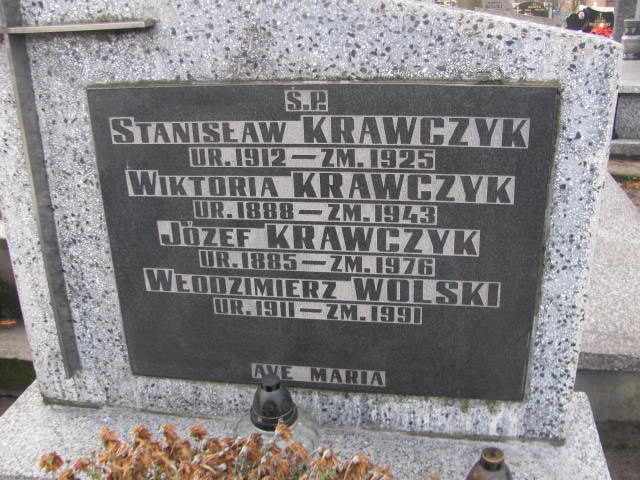 Ś.P.
STANISŁAW KRAWCZYK
UR. 1912 — ZM. 1925
WIKTORIA KRAWCZYK
UR. 1888 — ZM. 1943
JÓZEF KRAWCZYK
UR. 1885 — ZM. 1976
WŁODZIMIERZ WOLSKI
UR. 1911 — ZM. 1991
AVE MARIA